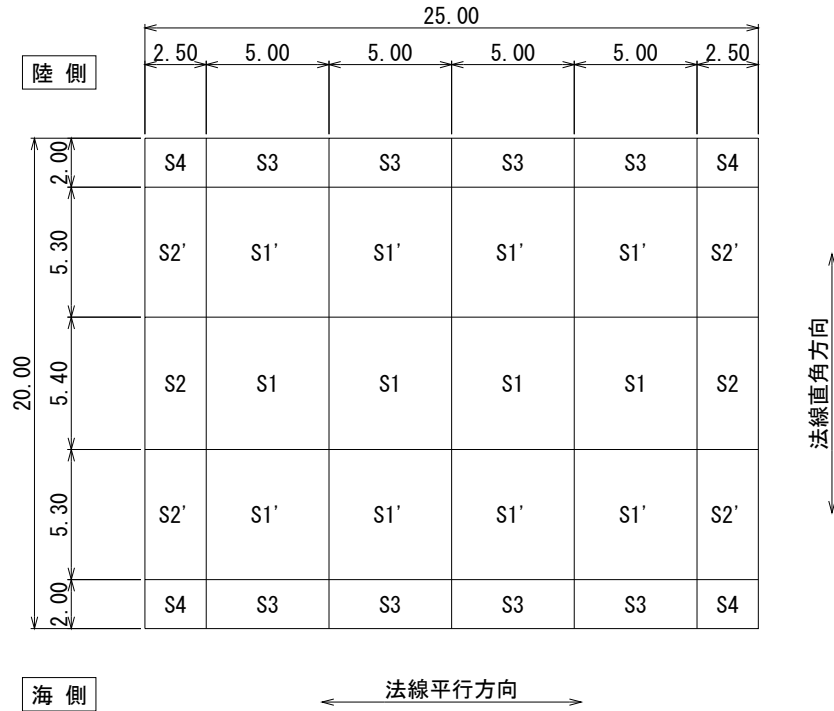 25.00
2.50 5.00 5.00 5.00 5.00 2.50
陸 側
2.00 S4 S3 S3 S3 S3 S4
5.30 S2' S1' S1' S1' S1' S2'
20.00 5.40 S2 S1 S1 S1 S1 S2 法線直角方向
5.30 S2' S1' S1' S1' S1' S2'
2.00 S4 S3 S3 S3 S3 S4
海 側 法線平行方向